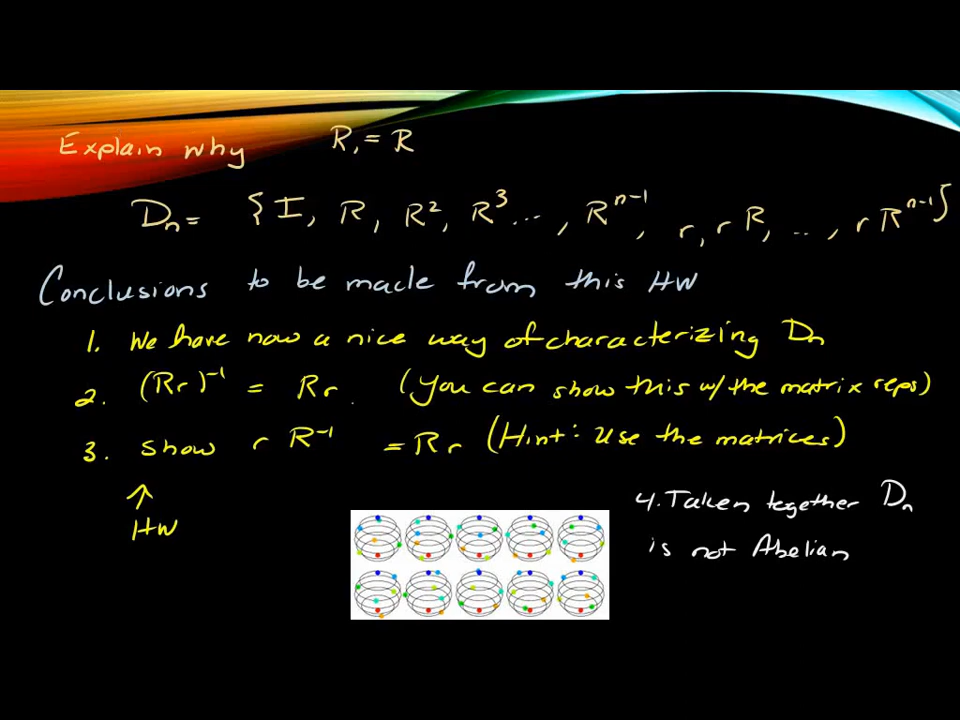 Explain why R₁ = R
Dn = {I, R, R², R³ ..., Rⁿ⁻¹, r, rR, .., rRⁿ⁻¹}
Conclusions to be made from this HW
1. We have now a nice way of characterizing Dn
2. (Rr)⁻¹ = Rr. (you can show this w/ the matrix reps)
3. Show r R⁻¹ = Rr (Hint: Use the matrices)
↑
HW
4. Taken together Dn
is not Abelian